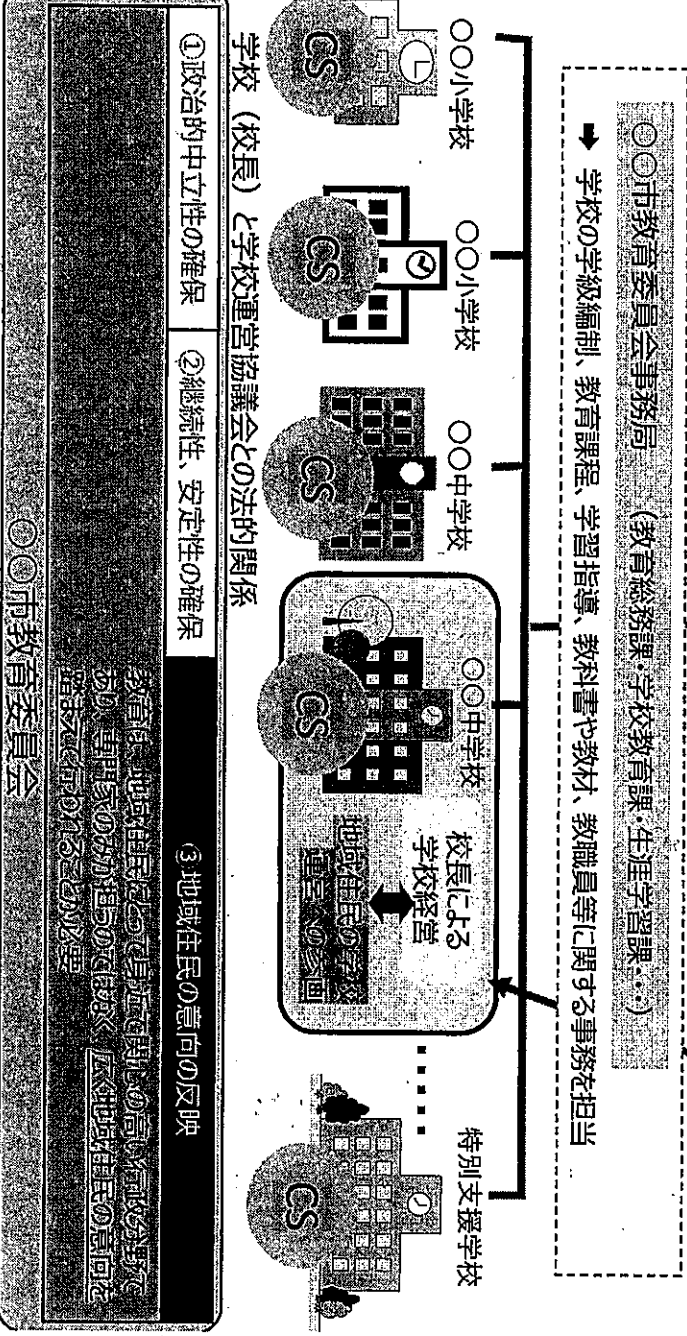 ○○市教育委員会事務局　(教育総務課・学校教育課・生涯学習課・・・)
➡ 学校の学級編制、教育課程、学習指導、教科書や教材、教職員等に関する事務を担当
○○小学校
○○小学校
○○中学校
○○中学校
特別支援学校
CS
CS
CS
CS
CS
校長による
学校経営
地域住民の学校
運営への参画
学校（校長）と学校運営協議会との法的関係
①政治的中立性の確保
②継続性、安定性の確保
③地域住民の意向の反映
教育は、地域住民にとって身近で関心の高い行政分野で
あり、専門家のみが担うのではなく、広く地域住民の意向を
踏まえて行われることが必要
○○市教育委員会